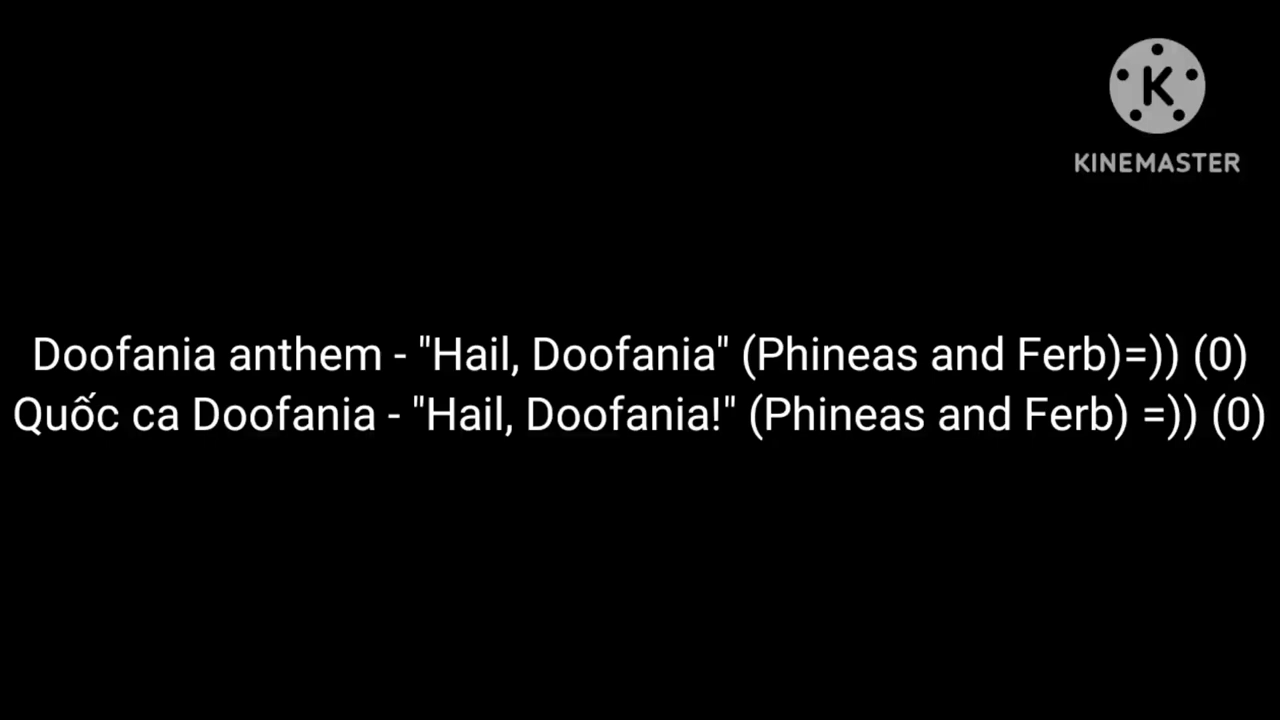 K
KINEMASTER
Doofania anthem - "Hail, Doofania" (Phineas and Ferb)=)) (0)
Quốc ca Doofania - "Hail, Doofania!" (Phineas and Ferb) =)) (0)